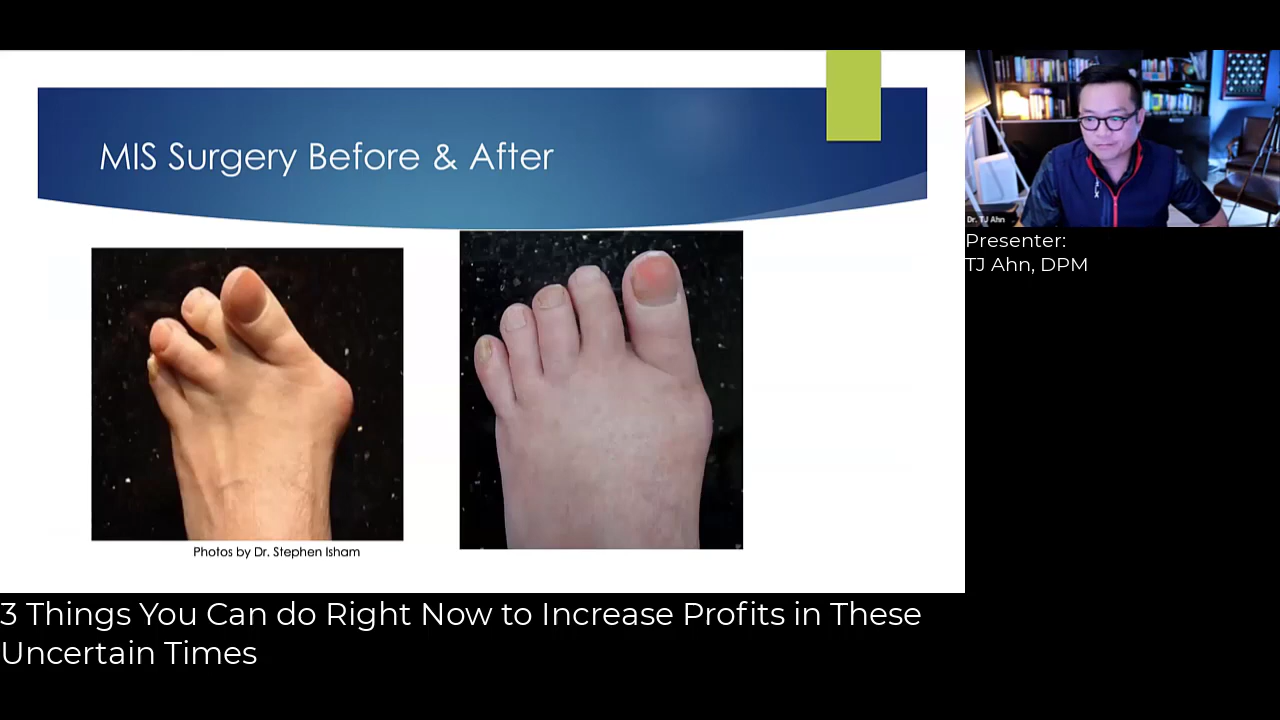 MIS Surgery Before & After
Dr. TJ Ahn
Presenter:
TJ Ahn, DPM
Photos by Dr. Stephen Isham
3 Things You Can do Right Now to Increase Profits in These
Uncertain Times